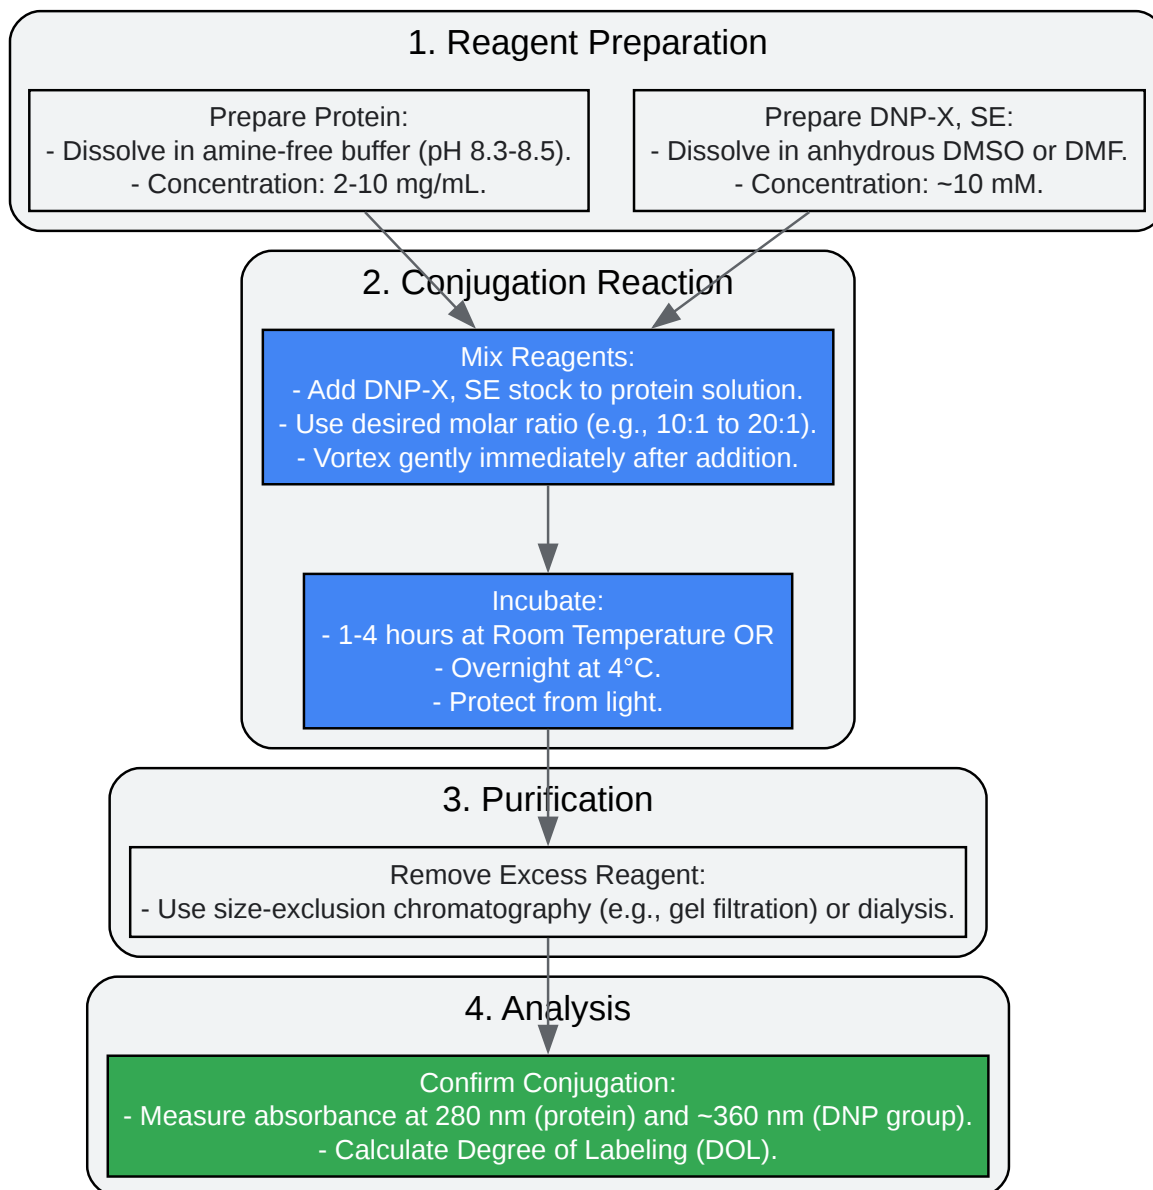 1. Reagent Preparation
Prepare Protein:
- Dissolve in amine-free buffer (pH 8.3-8.5).
- Concentration: 2-10 mg/mL.
Prepare DNP-X, SE:
- Dissolve in anhydrous DMSO or DMF.
- Concentration: ~10 mM.
2. Conjugation Reaction
Mix Reagents:
- Add DNP-X, SE stock to protein solution.
- Use desired molar ratio (e.g., 10:1 to 20:1).
- Vortex gently immediately after addition.
Incubate:
- 1-4 hours at Room Temperature OR
- Overnight at 4°C.
- Protect from light.
3. Purification
Remove Excess Reagent:
- Use size-exclusion chromatography (e.g., gel filtration) or dialysis.
4. Analysis
Confirm Conjugation:
- Measure absorbance at 280 nm (protein) and ~360 nm (DNP group).
- Calculate Degree of Labeling (DOL).